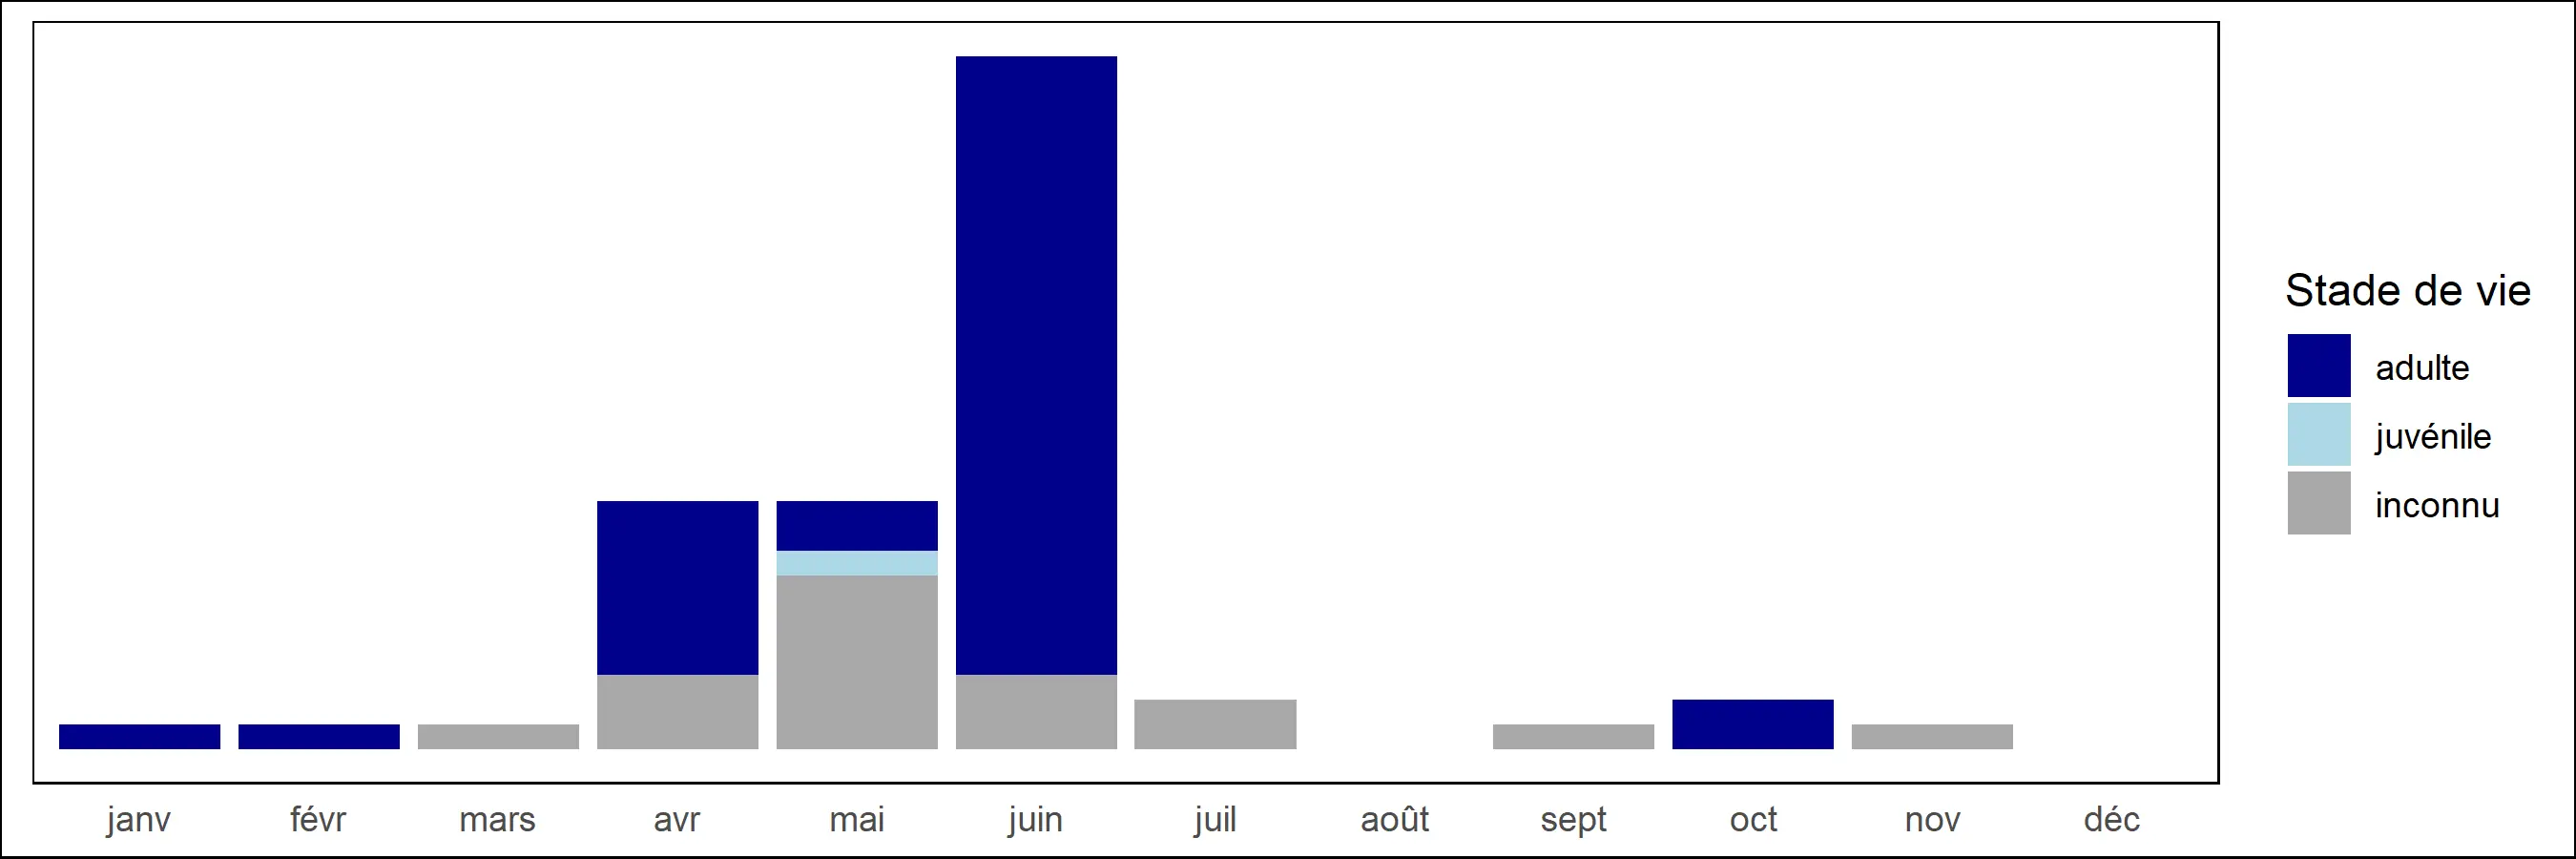 Stade de vie
adulte
juvénile
inconnu
janv févr mars avr mai juin juil août sept oct nov déc